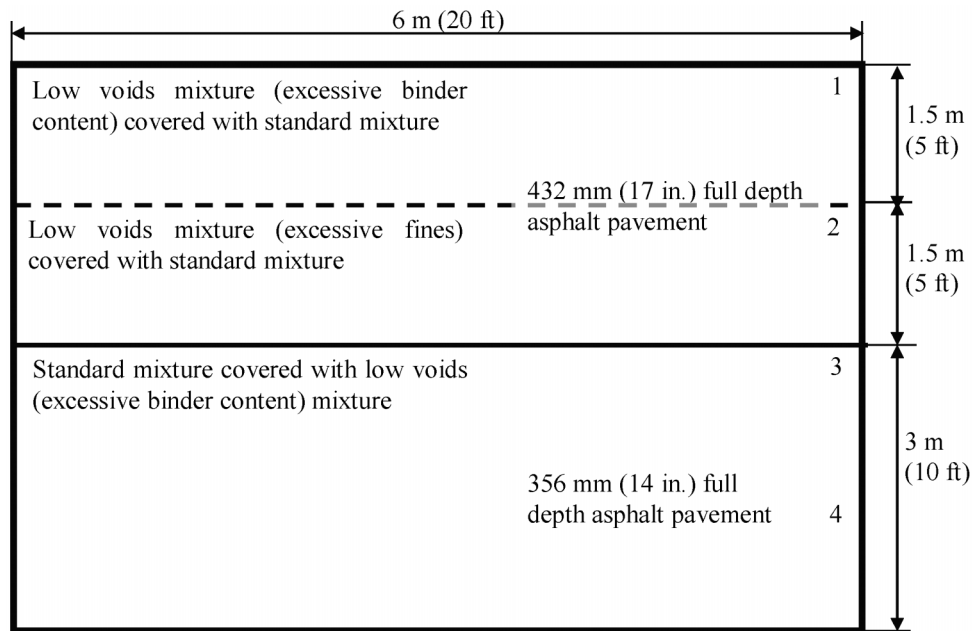 6 m (20 ft)
Low voids mixture (excessive binder
content) covered with standard mixture
1
1.5 m
(5 ft)
432 mm (17 in.) full depth
asphalt pavement
Low voids mixture (excessive fines)
covered with standard mixture
2
1.5 m
(5 ft)
Standard mixture covered with low voids
(excessive binder content) mixture
3
3 m
(10 ft)
356 mm (14 in.) full
depth asphalt pavement
4